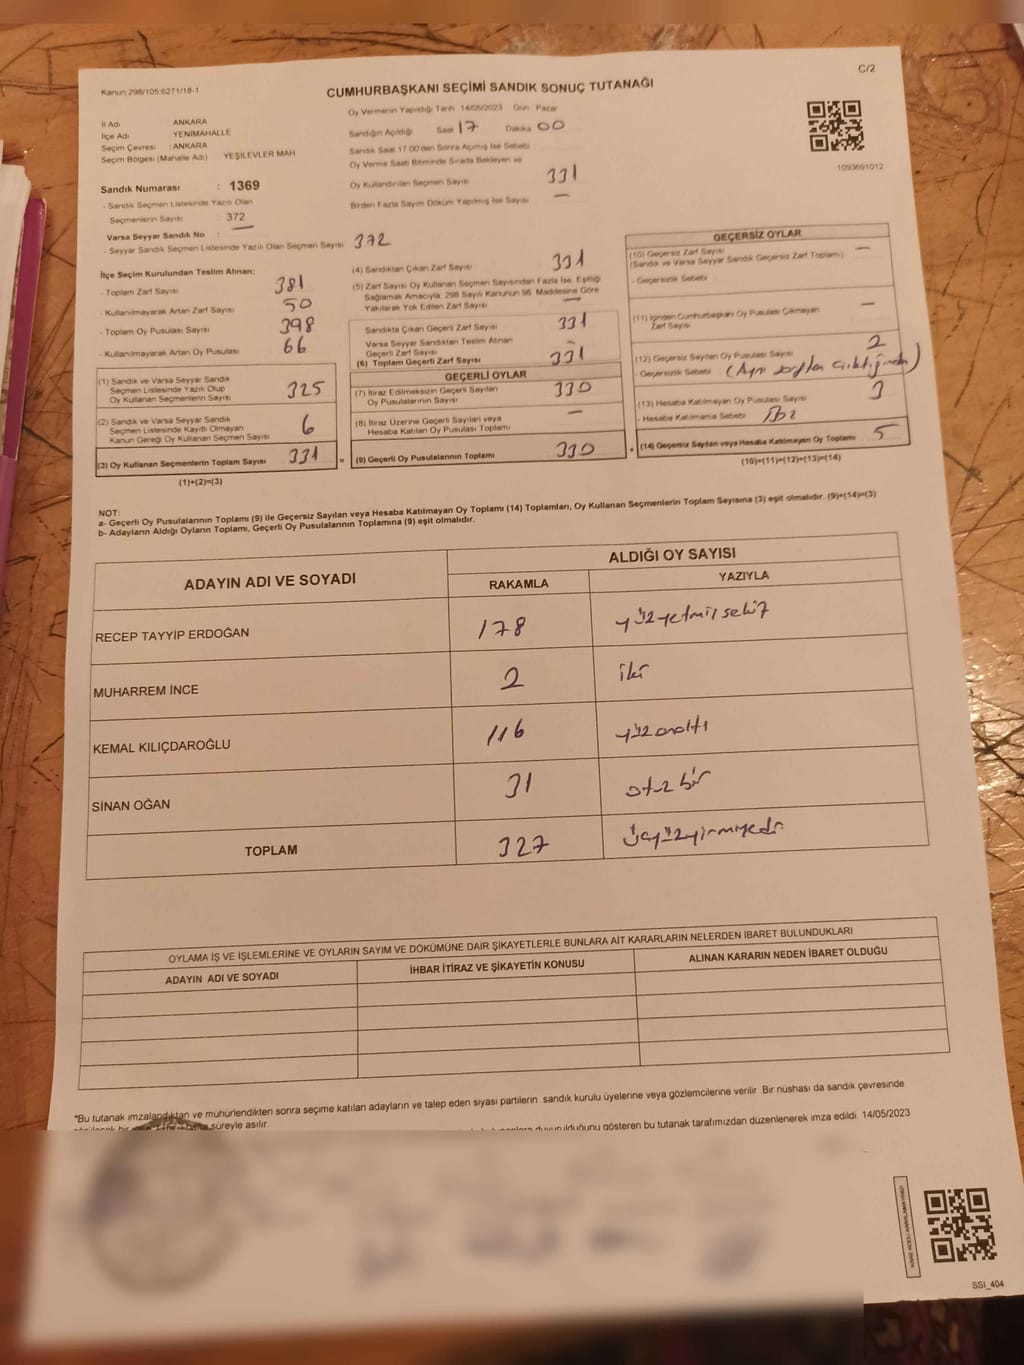 C/2
Kanun:298/105;6271/18-1
CUMHURBAŞKANI SEÇİMİ SANDIK SONUÇ TUTANAĞI
Oy Vermenin Yapıldığı Tarih 14/05/2023 Gün Pazar
İl Adı ANKARA
İlçe Adı YENİMAHALLE
Seçim Çevresi : ANKARA
Seçim Bölgesi (Mahalle Adı) YEŞİLEVLER MAH
Sandığın Açıldığı Saat 17 Dakika 00
Sandık Saat 17.00'den Sonra Açılmış İse Sebebi
Oy Verme Saati Bitiminde Sırada Bekleyen ve
Oy Kullandırılan Seçmen Sayısı 331
Birden Fazla Sayım Döküm Yapılmış İse Sayısı —
1093691012
Sandık Numarası : 1369
- Sandık Seçmen Listesinde Yazılı Olan
Seçmenlerin Sayısı : 372
Varsa Seyyar Sandık No : —
- Seyyar Sandık Seçmen Listesinde Yazılı Olan Seçmen Sayısı 372
İlçe Seçim Kurulundan Teslim Alınan;
- Toplam Zarf Sayısı 381
- Kullanılmayarak Artan Zarf Sayısı 50
- Toplam Oy Pusulası Sayısı 398
- Kullanılmayarak Artan Oy Pusulası 66
(1) Sandık ve Varsa Seyyar Sandık
Seçmen Listesinde Yazılı Olup
Oy Kullanan Seçmenlerin Sayısı 325
(2) Sandık ve Varsa Seyyar Sandık
Seçmen Listesinde Kayıtlı Olmayan
Kanun Gereği Oy Kullanan Seçmen Sayısı 6
(3) Oy Kullanan Seçmenlerin Toplam Sayısı 331 =
(1)+(2)=(3)
(4) Sandıktan Çıkan Zarf Sayısı 331
(5) Zarf Sayısı Oy Kullanan Seçmen Sayısından Fazla İse, Eşitliği
Sağlamak Amacıyla, 298 Sayılı Kanunun 98. Maddesine Göre
Yakılarak Yok Edilen Zarf Sayısı —
Sandıkta Çıkan Geçerli Zarf Sayısı 331
Varsa Seyyar Sandıktan Teslim Alınan
Geçerli Zarf Sayısı —
(6) Toplam Geçerli Zarf Sayısı 331
GEÇERLİ OYLAR
(7) İtiraz Edilmeksizin Geçerli Sayılan
Oy Pusulalarının Sayısı 330
(8) İtiraz Üzerine Geçerli Sayılan veya
Hesaba Katılan Oy Pusulası Toplamı —
(9) Geçerli Oy Pusulalarının Toplamı 330 +
GEÇERSİZ OYLAR
(10) Geçersiz Zarf Sayısı —
(Sandık ve Varsa Seyyar Sandık Geçersiz Zarf Toplamı)
- Geçersizlik Sebebi
(11) İçinden Cumhurbaşkanı Oy Pusulası Çıkmayan
Zarf Sayısı —
(12) Geçersiz Sayılan Oy Pusulası Sayısı 2
- Geçersizlik Sebebi (Aynı zarftan çıktığından)
(13) Hesaba Katılmayan Oy Pusulası Sayısı 3
- Hesaba Katılmama Sebebi
(14) Geçersiz Sayılan veya Hesaba Katılmayan Oy Toplamı 5
(10)+(11)+(12)+(13)=(14)
NOT:
a- Geçerli Oy Pusulalarının Toplamı (9) ile Geçersiz Sayılan veya Hesaba Katılmayan Oy Toplamı (14) Toplamları, Oy Kullanan Seçmenlerin Toplam Sayısına (3) eşit olmalıdır. (9)+(14)=(3)
b- Adayların Aldığı Oyların Toplamı, Geçerli Oy Pusulalarının Toplamına (9) eşit olmalıdır.
ADAYIN ADI VE SOYADI ALDIĞI OY SAYISI
RAKAMLA YAZIYLA
RECEP TAYYİP ERDOĞAN 178 yüzyetmişsekiz
MUHARREM İNCE 2 iki
KEMAL KILIÇDAROĞLU 116 yüzonaltı
SİNAN OĞAN 31 otuz bir
TOPLAM 327 üçyüzyirmiyedi
OYLAMA İŞ VE İŞLEMLERİNE VE OYLARIN SAYIM VE DÖKÜMÜNE DAİR ŞİKAYETLERLE BUNLARA AİT KARARLARIN NELERDEN İBARET BULUNDUKLARI
ADAYIN ADI VE SOYADI İHBAR İTİRAZ VE ŞİKAYETİN KONUSU ALINAN KARARIN NEDEN İBARET OLDUĞU
*Bu tutanak imzalandıktan ve mühürlendikten sonra seçime katılan adayların ve talep eden siyasi partilerin sandık kurulu üyelerine veya gözlemcilerine verilir Bir nüshası da sandık çevresinde
süreyle asılır. duyurulduğunu gösteren bu tutanak tarafımızdan düzenlenerek imza edildi. 14/05/2023
SSI_404